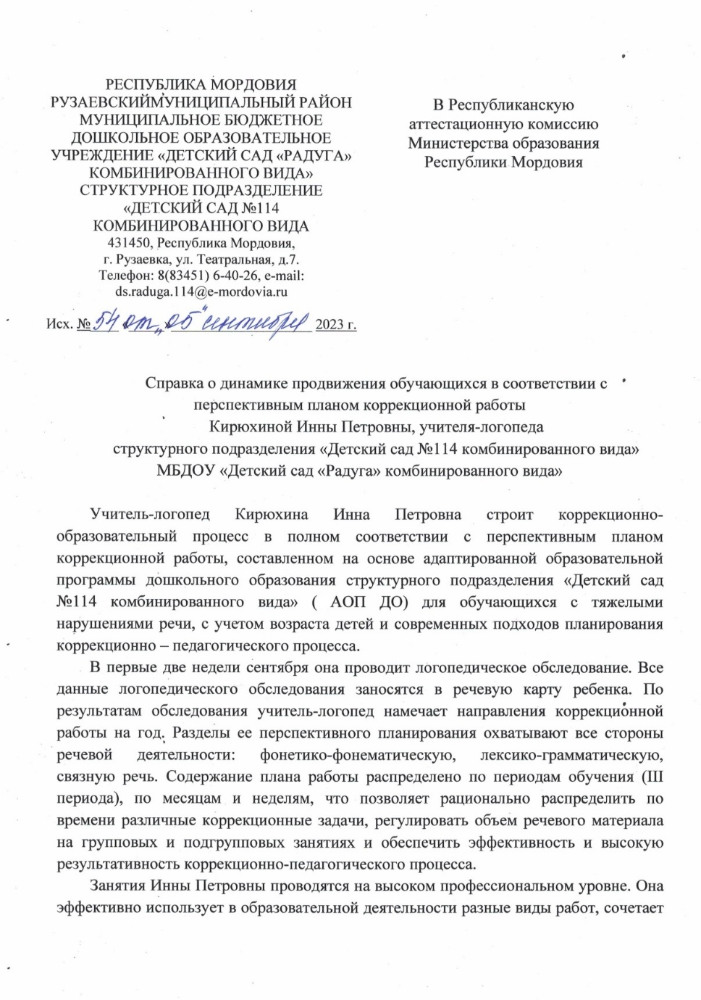 РЕСПУБЛИКА МОРДОВИЯ
РУЗАЕВСКИЙМУНИЦИПАЛЬНЫЙ РАЙОН
МУНИЦИПАЛЬНОЕ БЮДЖЕТНОЕ
ДОШКОЛЬНОЕ ОБРАЗОВАТЕЛЬНОЕ
УЧРЕЖДЕНИЕ «ДЕТСКИЙ САД «РАДУГА»
КОМБИНИРОВАННОГО ВИДА»
СТРУКТУРНОЕ ПОДРАЗДЕЛЕНИЕ
«ДЕТСКИЙ САД №114
КОМБИНИРОВАННОГО ВИДА
431450, Республика Мордовия,
г. Рузаевка, ул. Театральная, д.7.
Телефон: 8(83451) 6-40-26, e-mail:
ds.raduga.114@e-mordovia.ru
Исх. № 54 от „05" сентября 2023 г.
В Республиканскую
аттестационную комиссию
Министерства образования
Республики Мордовия
Справка о динамике продвижения обучающихся в соответствии с
перспективным планом коррекционной работы
Кирюхиной Инны Петровны, учителя-логопеда
структурного подразделения «Детский сад №114 комбинированного вида»
МБДОУ «Детский сад «Радуга» комбинированного вида»
Учитель-логопед Кирюхина Инна Петровна строит коррекционно-
образовательный процесс в полном соответствии с перспективным планом
коррекционной работы, составленном на основе адаптированной образовательной
программы дошкольного образования структурного подразделения «Детский сад
№114 комбинированного вида» ( АОП ДО) для обучающихся с тяжелыми
нарушениями речи, с учетом возраста детей и современных подходов планирования
коррекционно – педагогического процесса.
В первые две недели сентября она проводит логопедическое обследование. Все
данные логопедического обследования заносятся в речевую карту ребенка. По
результатам обследования учитель-логопед намечает направления коррекционной
работы на год. Разделы ее перспективного планирования охватывают все стороны
речевой деятельности: фонетико-фонематическую, лексико-грамматическую,
связную речь. Содержание плана работы распределено по периодам обучения (III
периода), по месяцам и неделям, что позволяет рационально распределить по
времени различные коррекционные задачи, регулировать объем речевого материала
на групповых и подгрупповых занятиях и обеспечить эффективность и высокую
результативность коррекционно-педагогического процесса.
Занятия Инны Петровны проводятся на высоком профессиональном уровне. Она
эффективно использует в образовательной деятельности разные виды работ, сочетает